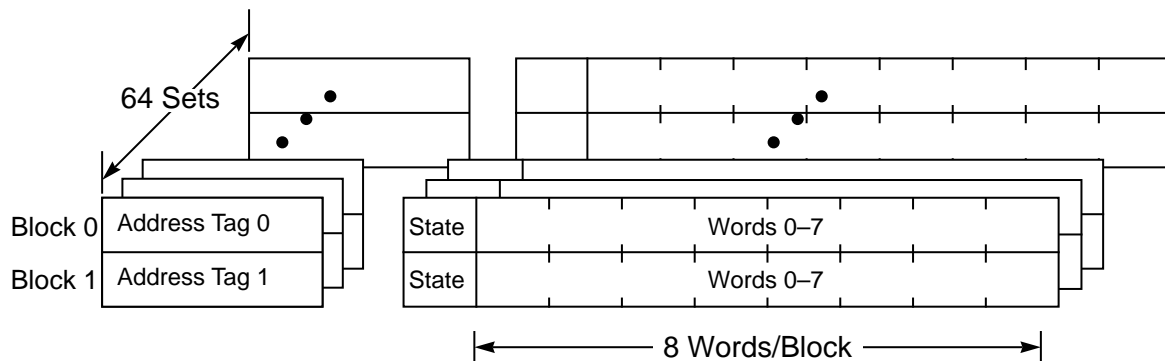 64 Sets
Block 0 Address Tag 0 State Words 0–7
Block 1 Address Tag 1 State Words 0–7
8 Words/Block